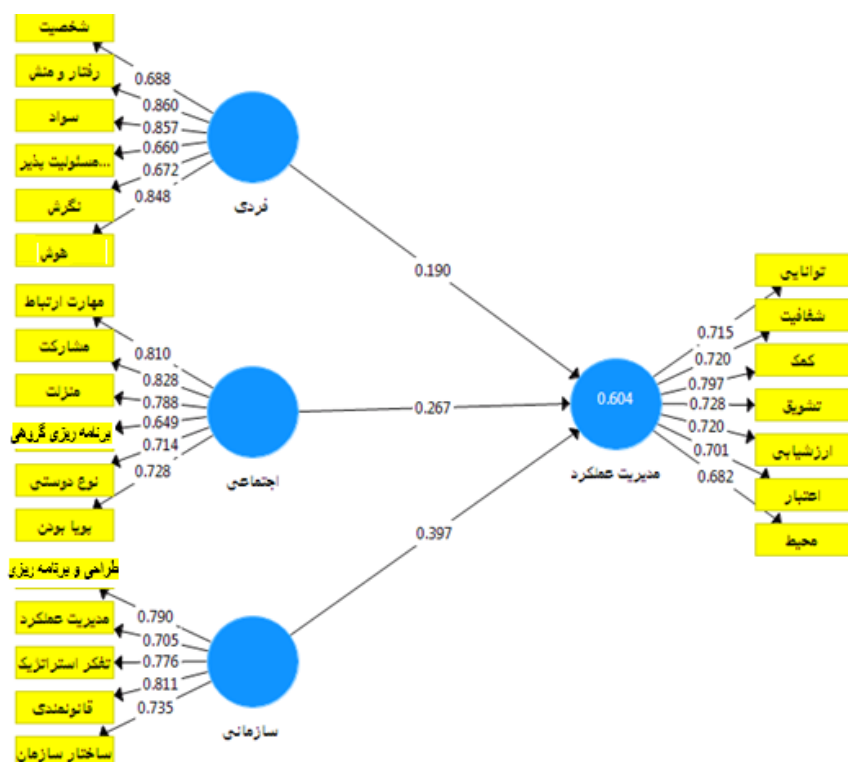 شخصیت
رفتار و منش
سواد
مسئولیت پذیر...
نگرش
هوش
0.688
0.860
0.857
0.660
0.672
0.848
فردی
0.190
مهارت ارتباط
مشارکت
منزلت
برنامه ریزی گروهی
نوع دوستی
پویا بودن
0.810
0.828
0.788
0.649
0.714
0.728
اجتماعی
0.267
طراحی و برنامه ریزی
مدیریت عملکرد
تفکر استراتژیک
قانونمندی
ساختار سازمان
0.790
0.705
0.776
0.811
0.735
سازمانی
0.397
0.604
مدیریت عملکرد
0.715
0.720
0.797
0.728
0.720
0.701
0.682
توانایی
شفافیت
کمک
تشویق
ارزشیابی
اعتبار
محیط